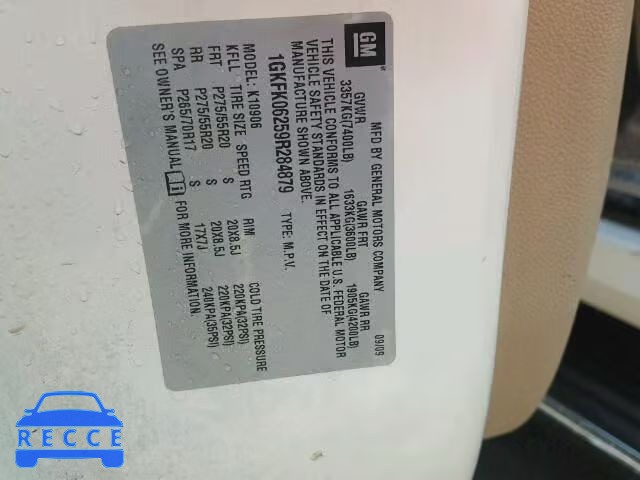 GM
MFD BY GENERAL MOTORS COMPANY 09/09
GVWR GAWR FRT GAWR RR
3357KG(7400LB) 1633KG(3600LB) 1905KG(4200LB)
THIS VEHICLE CONFORMS TO ALL APPLICABLE U.S. FEDERAL MOTOR
VEHICLE SAFETY STANDARDS IN EFFECT ON THE DATE OF
MANUFACTURE SHOWN ABOVE.
1GKFK06259R284879 TYPE: M.P.V.
MODEL: K10906
KFLL TIRE SIZE SPEED RTG RIM COLD TIRE PRESSURE
FRT P275/55R20 S 20X8.5J 220KPA(32PSI)
RR P275/55R20 S 20X8.5J 220KPA(32PSI)
SPA P265/70R17 S 17X7J 240KPA(35PSI)
SEE OWNER'S MANUAL FOR MORE INFORMATION.
RECCE